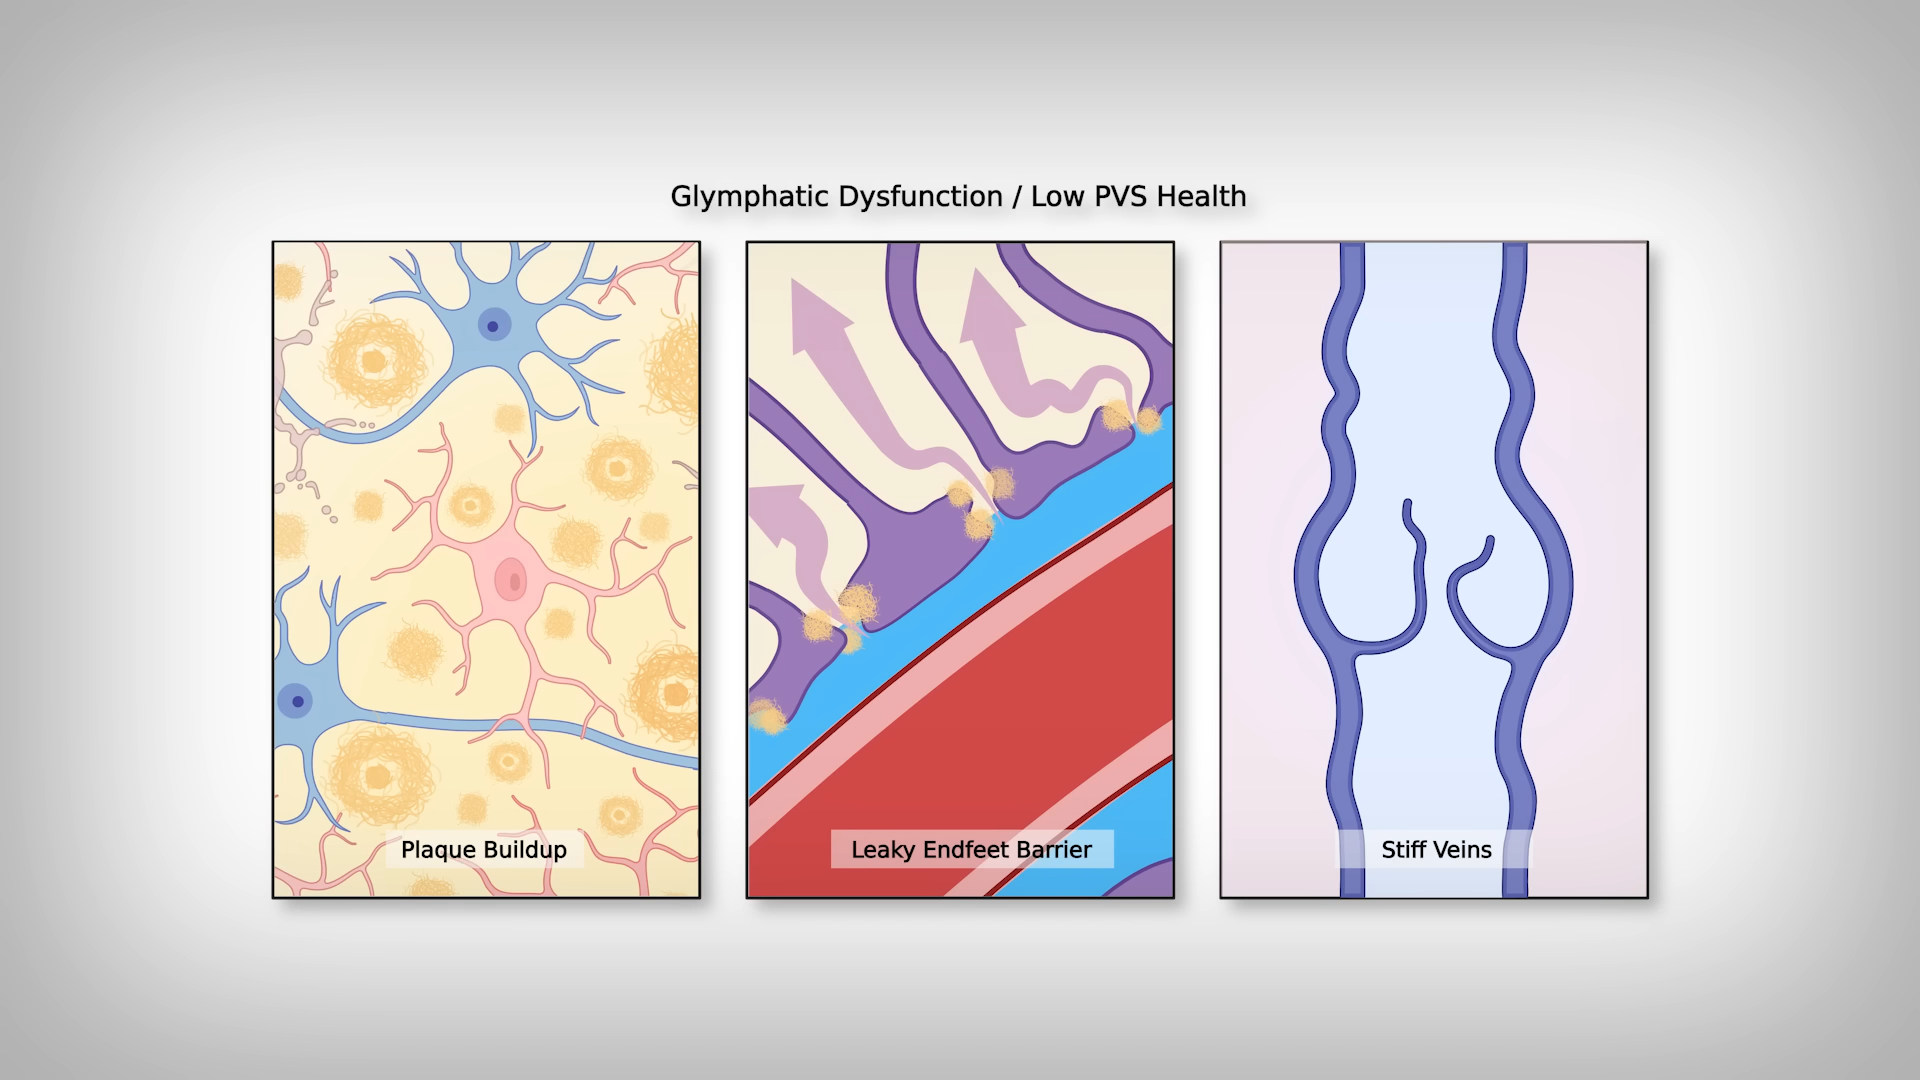 Glymphatic Dysfunction / Low PVS Health
Plaque Buildup
Leaky Endfeet Barrier
Stiff Veins